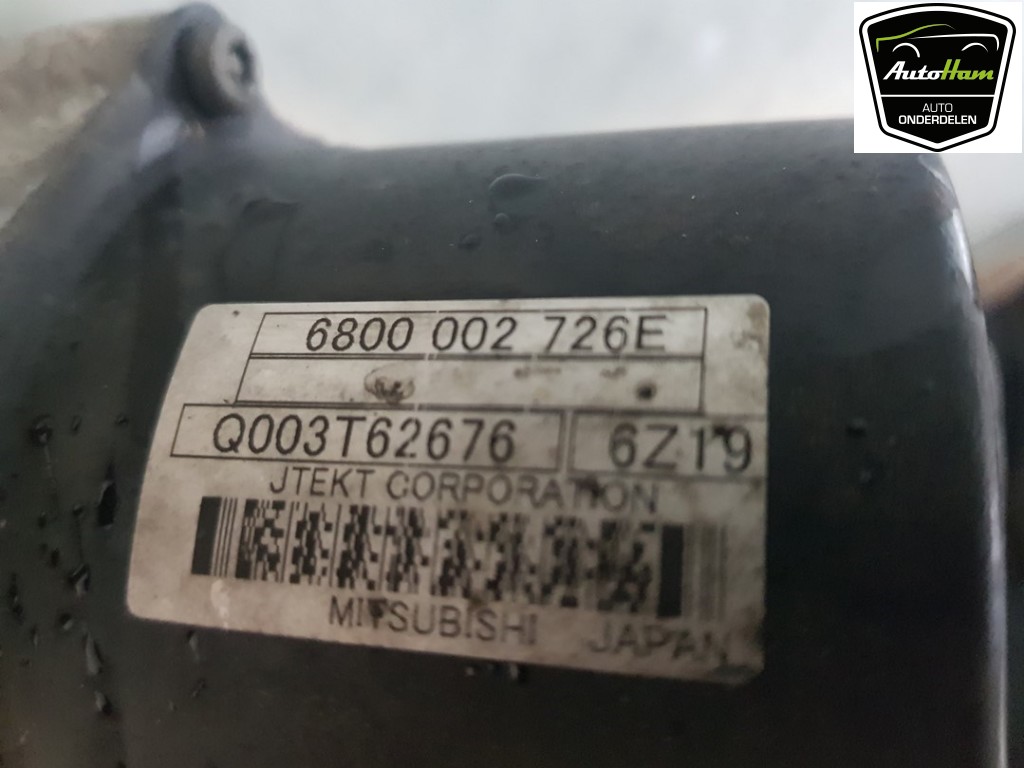 AutoHam
AUTO
ONDERDELEN
6800 002 726E
Q003T62676 6Z19
JTEKT CORPORATION
MITSUBISHI JAPAN